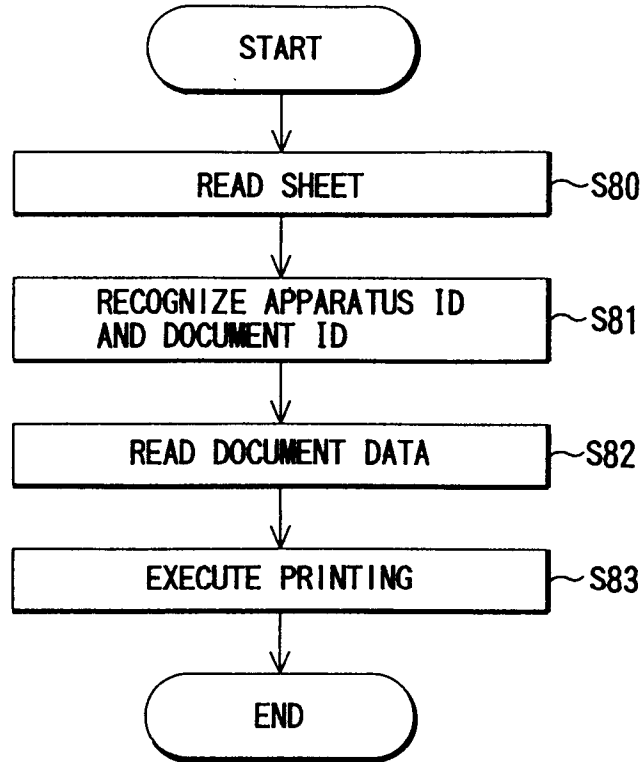 START
READ SHEET
S80
RECOGNIZE APPARATUS ID
AND DOCUMENT ID
S81
READ DOCUMENT DATA
S82
EXECUTE PRINTING
S83
END